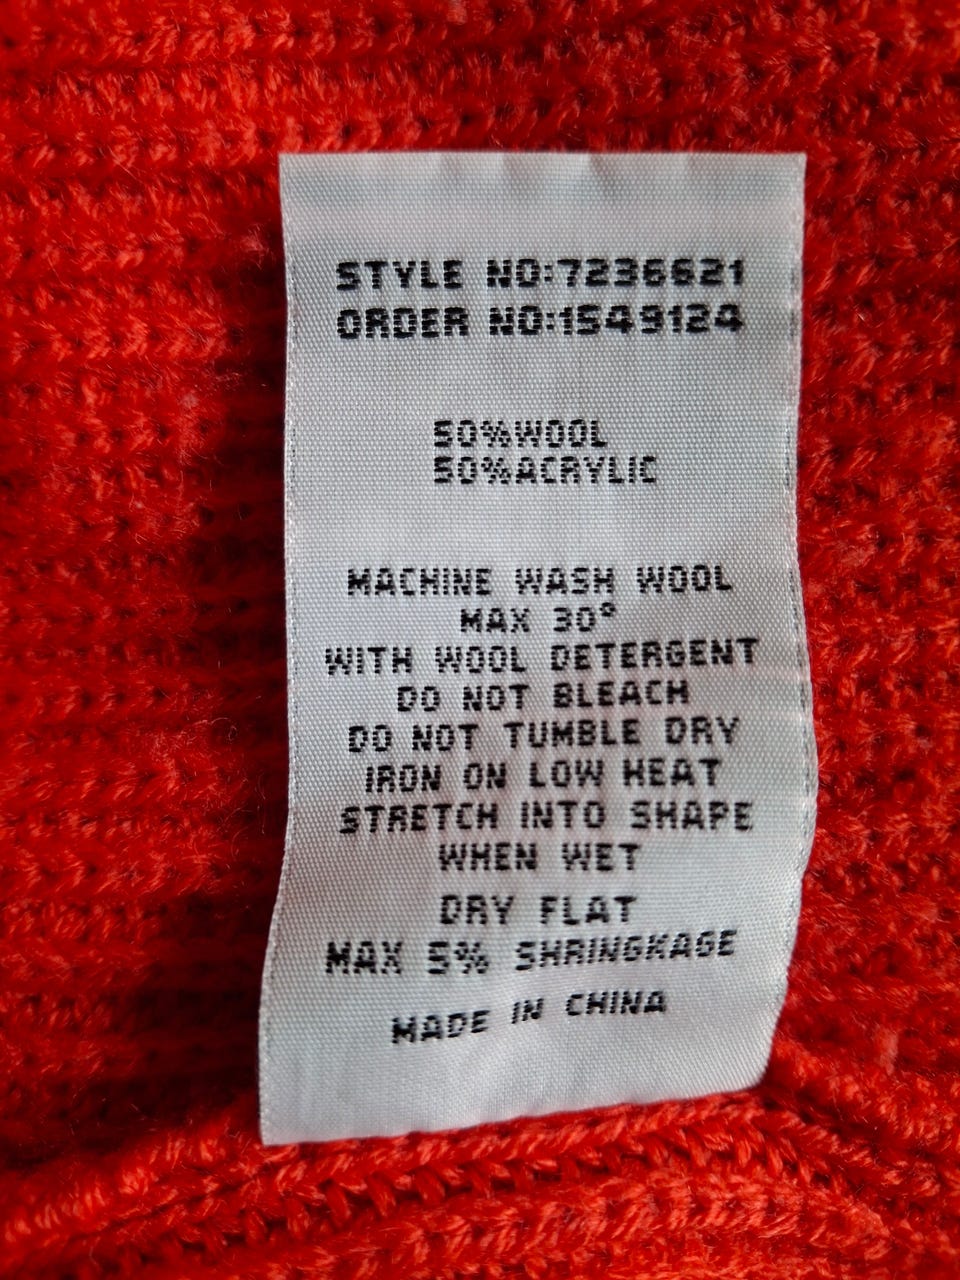 STYLE NO:7236621
ORDER NO:1549124
50%WOOL
50%ACRYLIC
MACHINE WASH WOOL
MAX 30°
WITH WOOL DETERGENT
DO NOT BLEACH
DO NOT TUMBLE DRY
IRON ON LOW HEAT
STRETCH INTO SHAPE
WHEN WET
DRY FLAT
MAX 5% SHRINGKAGE
MADE IN CHINA